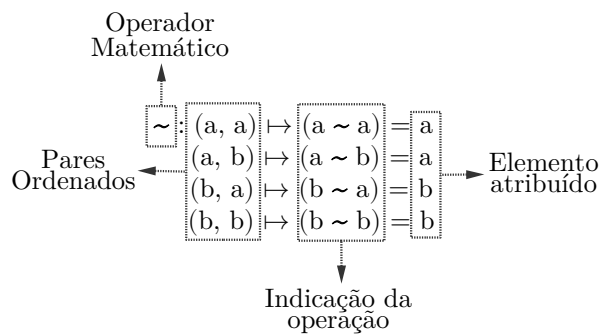 Operador
Matemático
~ : (a, a) ↦ (a ~ a) = a
(a, b) ↦ (a ~ b) = a
(b, a) ↦ (b ~ a) = b
(b, b) ↦ (b ~ b) = b
Pares
Ordenados
Elemento
atribuído
Indicação da
operação